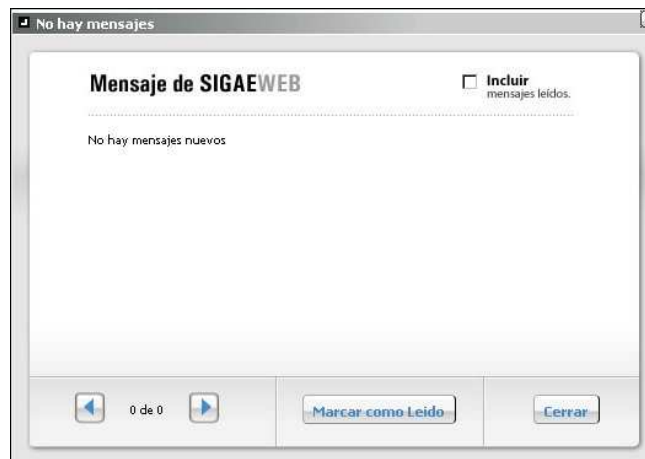 No hay mensajes
Mensaje de SIGAEWEB
Incluir
mensajes leídos.
No hay mensajes nuevos
0 de 0
Marcar como Leido
Cerrar